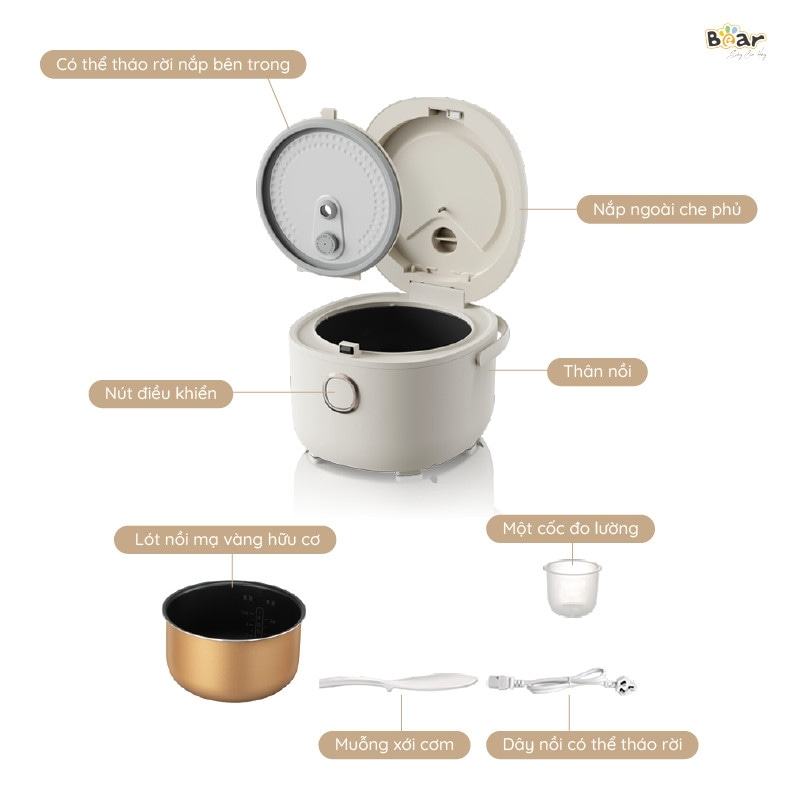 Bear
Có thể tháo rời nắp bên trong
Nắp ngoài che phủ
Thân nồi
Nút điều khiển
Lót nồi mạ vàng hữu cơ
Một cốc đo lường
Muỗng xới cơm
Dây nồi có thể tháo rời